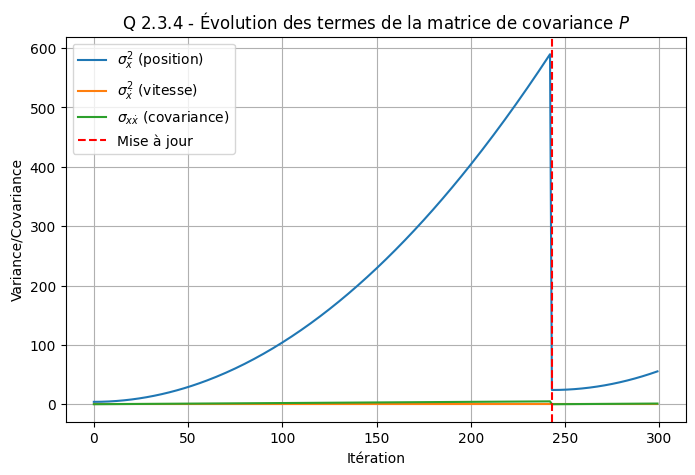 Q 2.3.4 - Évolution des termes de la matrice de covariance P
σ²ₓ (position)
σ²ẋ (vitesse)
σₓẋ (covariance)
Mise à jour
Variance/Covariance
600
500
400
300
200
100
0
0 50 100 150 200 250 300
Itération